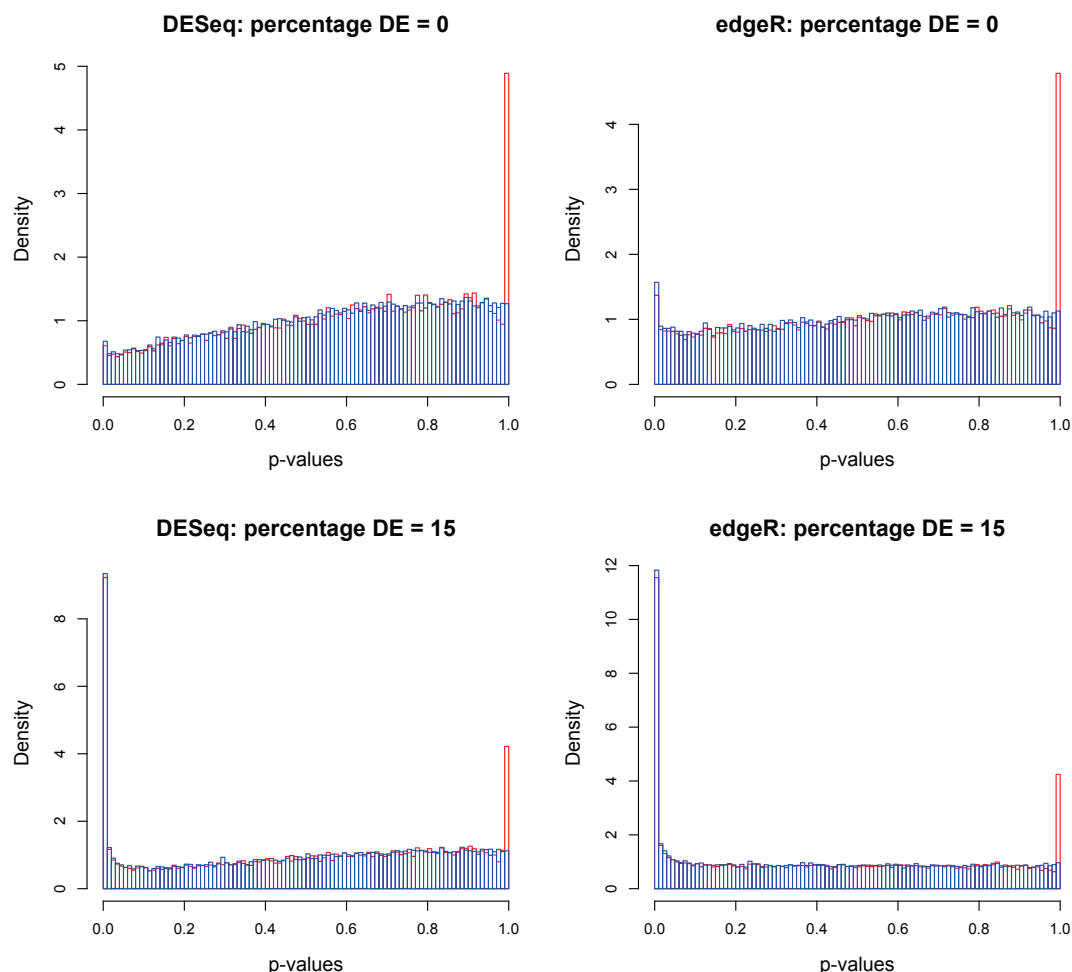 DESeq: percentage DE = 0
edgeR: percentage DE = 0
5
4
3
2
1
0
Density
0.0 0.2 0.4 0.6 0.8 1.0
p-values
4
3
2
1
0
Density
0.0 0.2 0.4 0.6 0.8 1.0
p-values
DESeq: percentage DE = 15
edgeR: percentage DE = 15
8
6
4
2
0
Density
0.0 0.2 0.4 0.6 0.8 1.0
p-values
12
10
8
6
4
2
0
Density
0.0 0.2 0.4 0.6 0.8 1.0
p-values